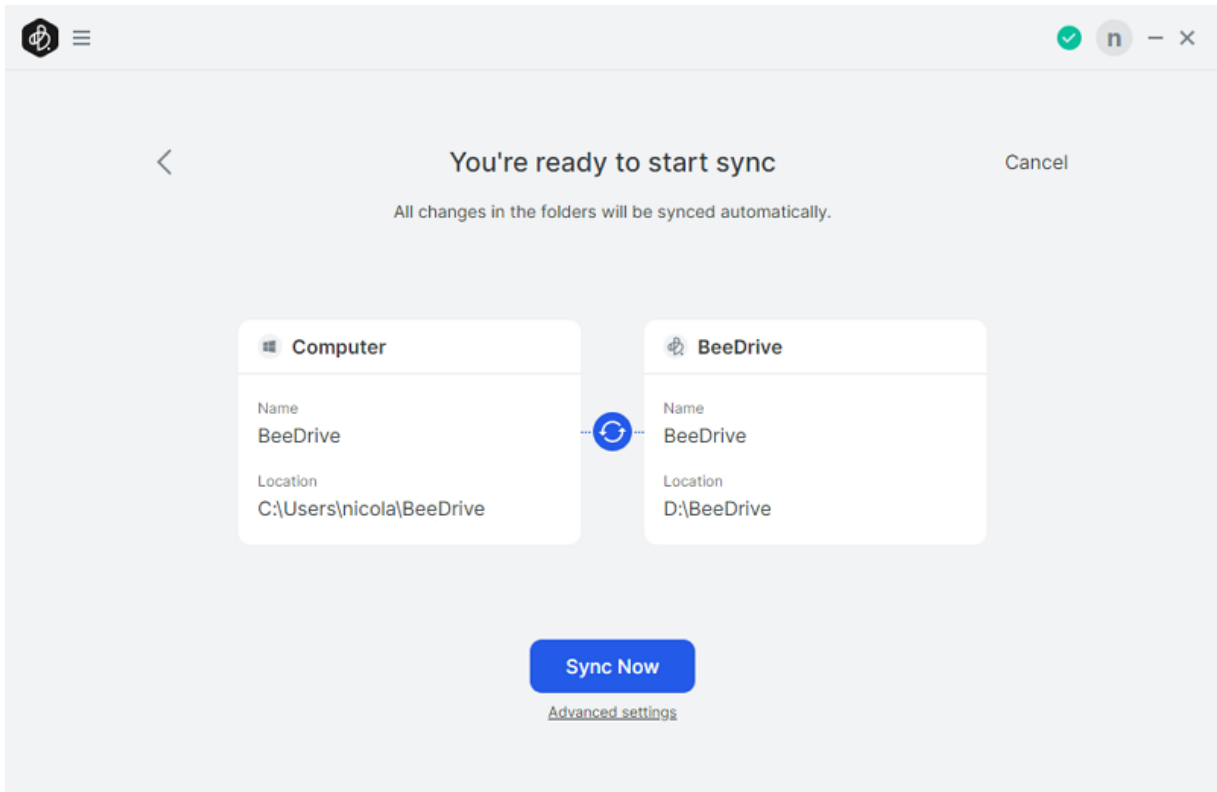 n
You're ready to start sync
Cancel
All changes in the folders will be synced automatically.
Computer
Name
BeeDrive
Location
C:\Users\nicola\BeeDrive
BeeDrive
Name
BeeDrive
Location
D:\BeeDrive
Sync Now
Advanced settings